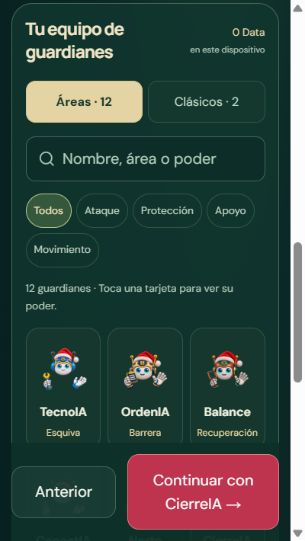 Tu equipo de
guardianes
0 Data
en este dispositivo
Áreas · 12
Clásicos · 2
Nombre, área o poder
Todos
Ataque
Protección
Apoyo
Movimiento
12 guardianes · Toca una tarjeta para ver su
poder.
TecnoIA
OrdenIA
Balance
Esquiva
Barrera
Recuperación
Anterior
Continuar con
CierreIA →